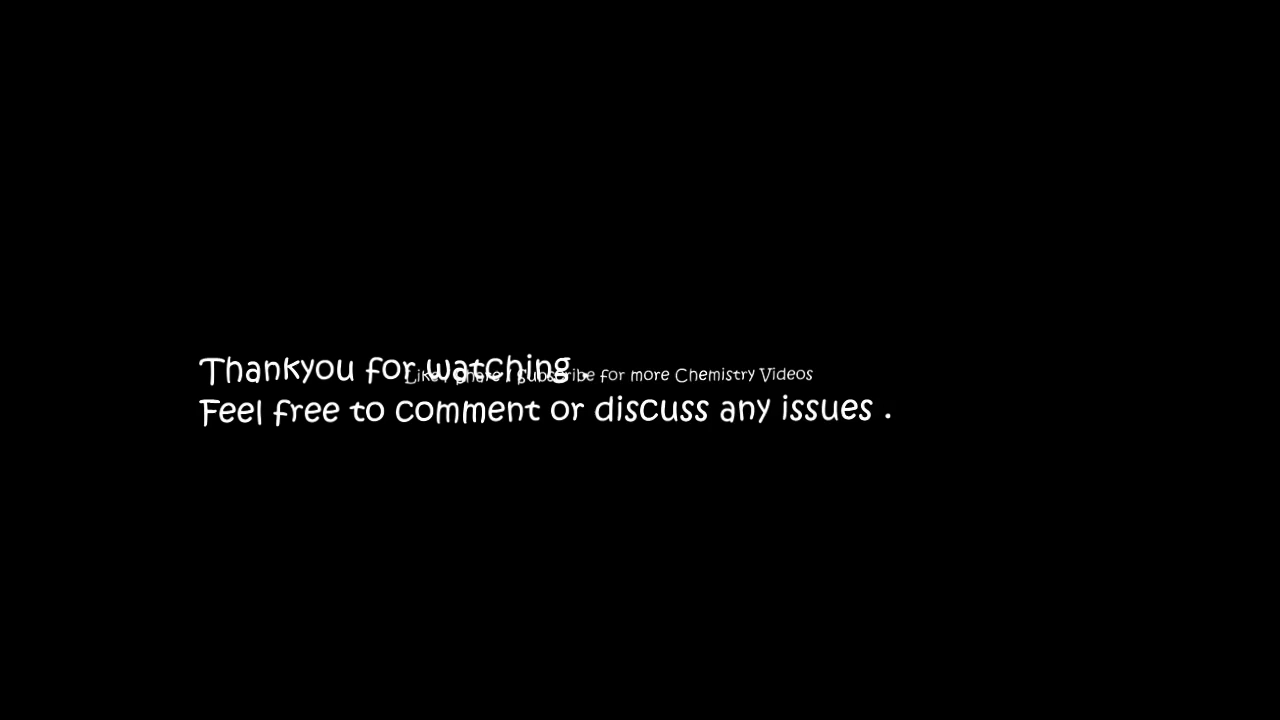 Thankyou for watching .
Like / Share / Subscribe for more Chemistry Videos
Feel free to comment or discuss any issues .